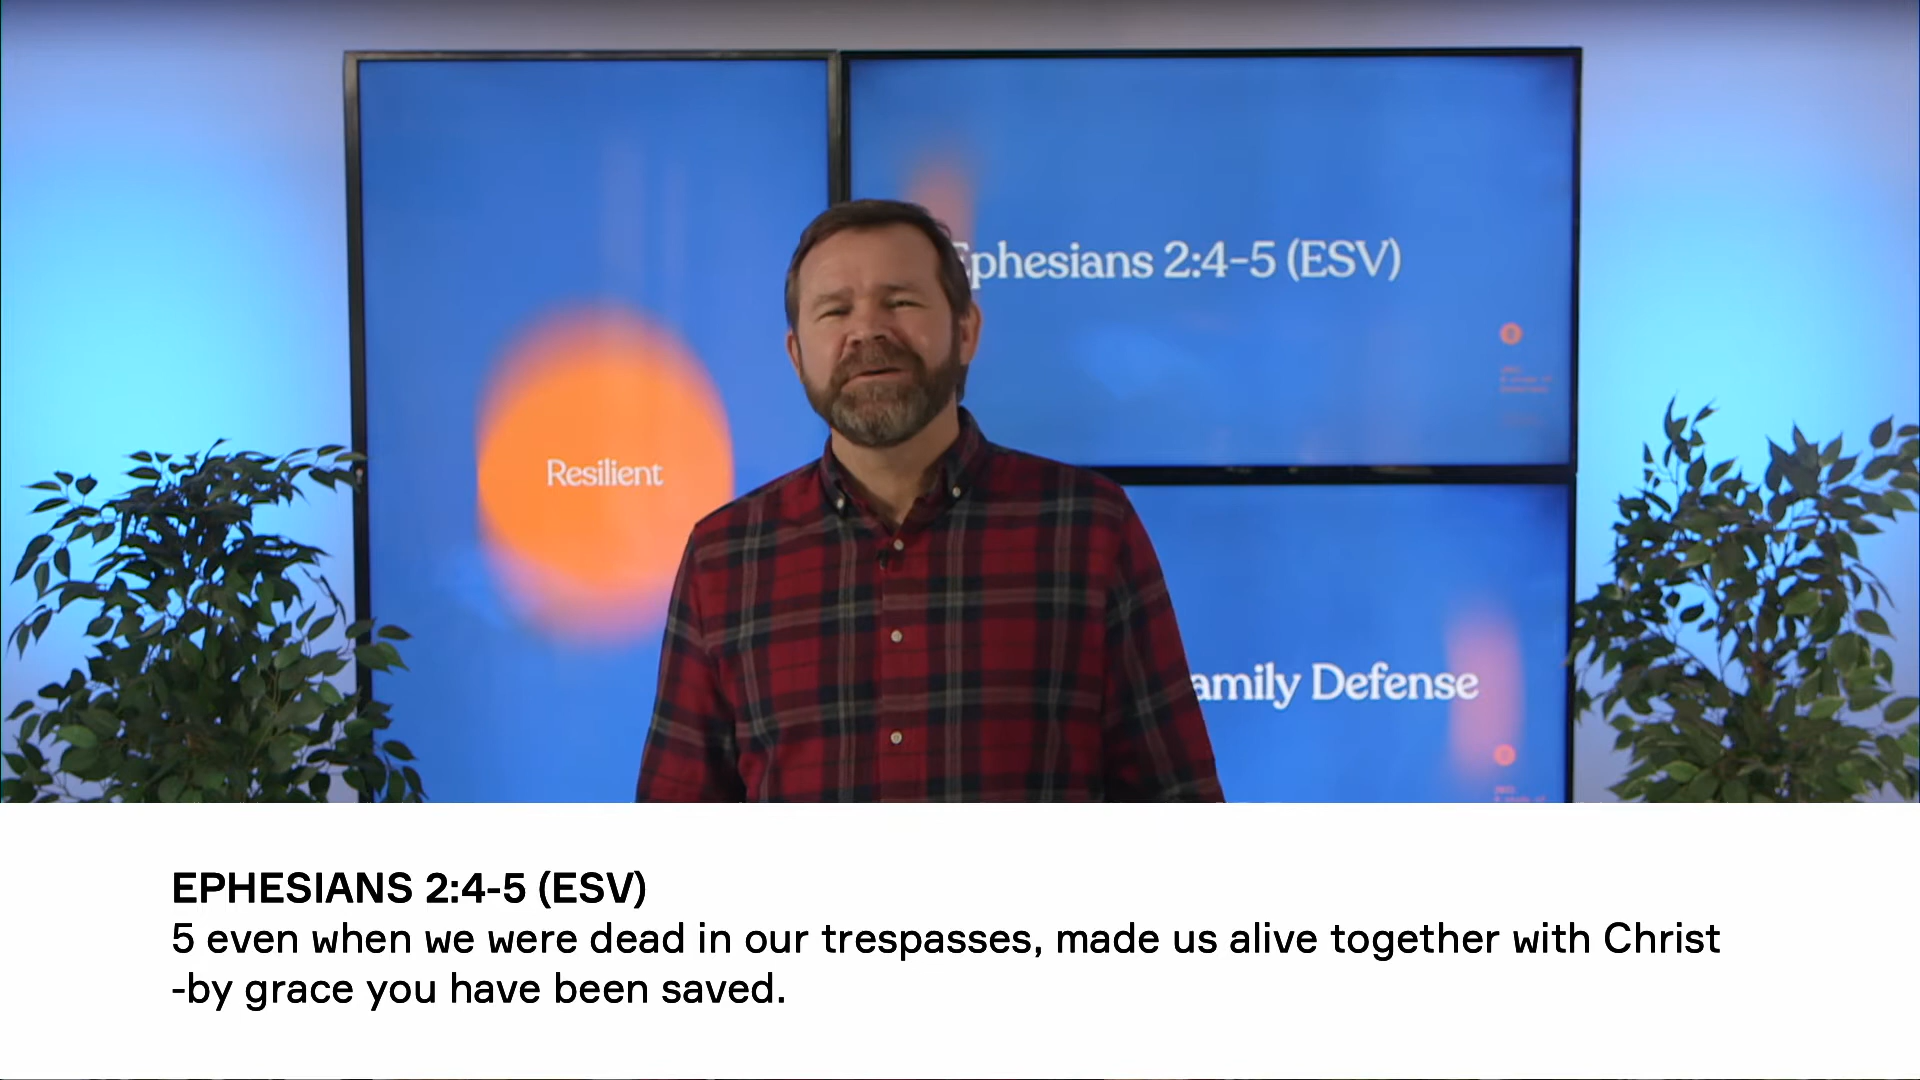 Resilient
Ephesians 2:4-5 (ESV)
amily Defense
EPHESIANS 2:4-5 (ESV)
5 even when we were dead in our trespasses, made us alive together with Christ
-by grace you have been saved.